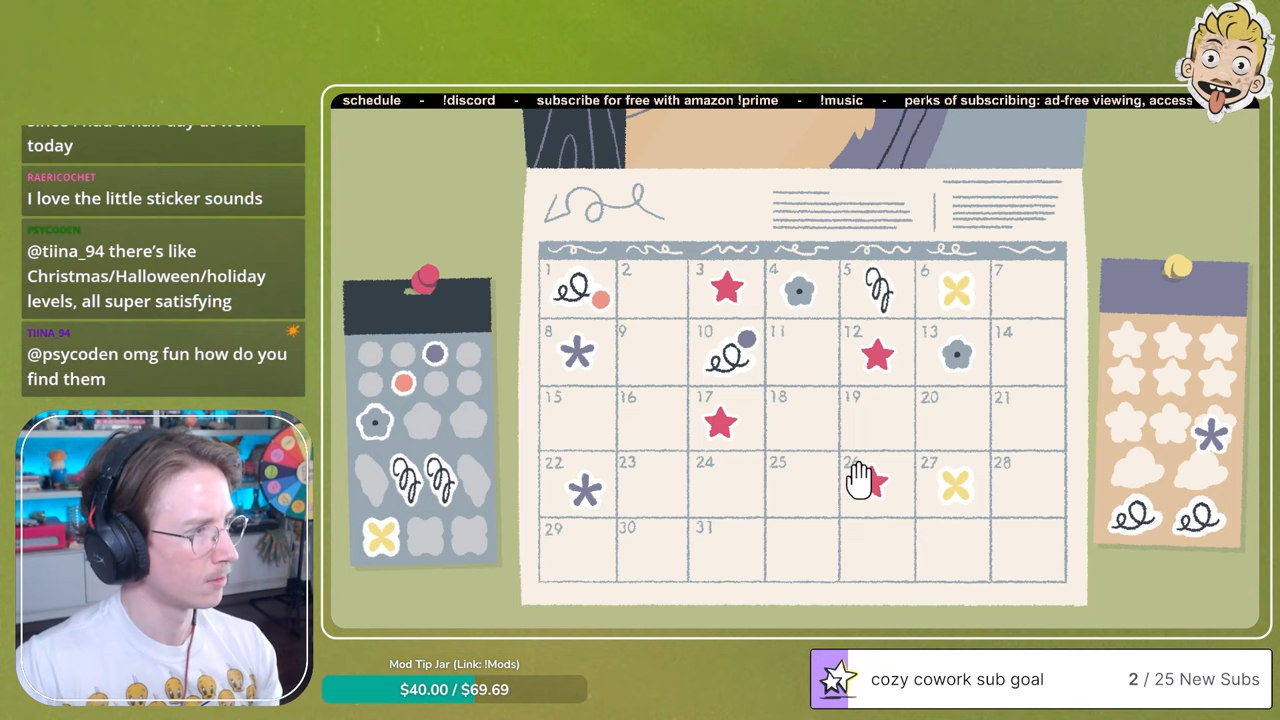 schedule - !discord - subscribe for free with amazon !prime - !music - perks of subscribing: ad-free viewing, access
today
RAERICOCHET
I love the little sticker sounds
PSYCODEN
@tiina_94 there's like
Christmas/Halloween/holiday
levels, all super satisfying
TIINA_94
@psycoden omg fun how do you
find them
1 2 3 4 5 6 7
8 9 10 11 12 13 14
15 16 17 18 19 20 21
22 23 24 25 26 27 28
29 30 31
Mod Tip Jar (Link: !Mods)
$40.00 / $69.69
cozy cowork sub goal 2 / 25 New Subs